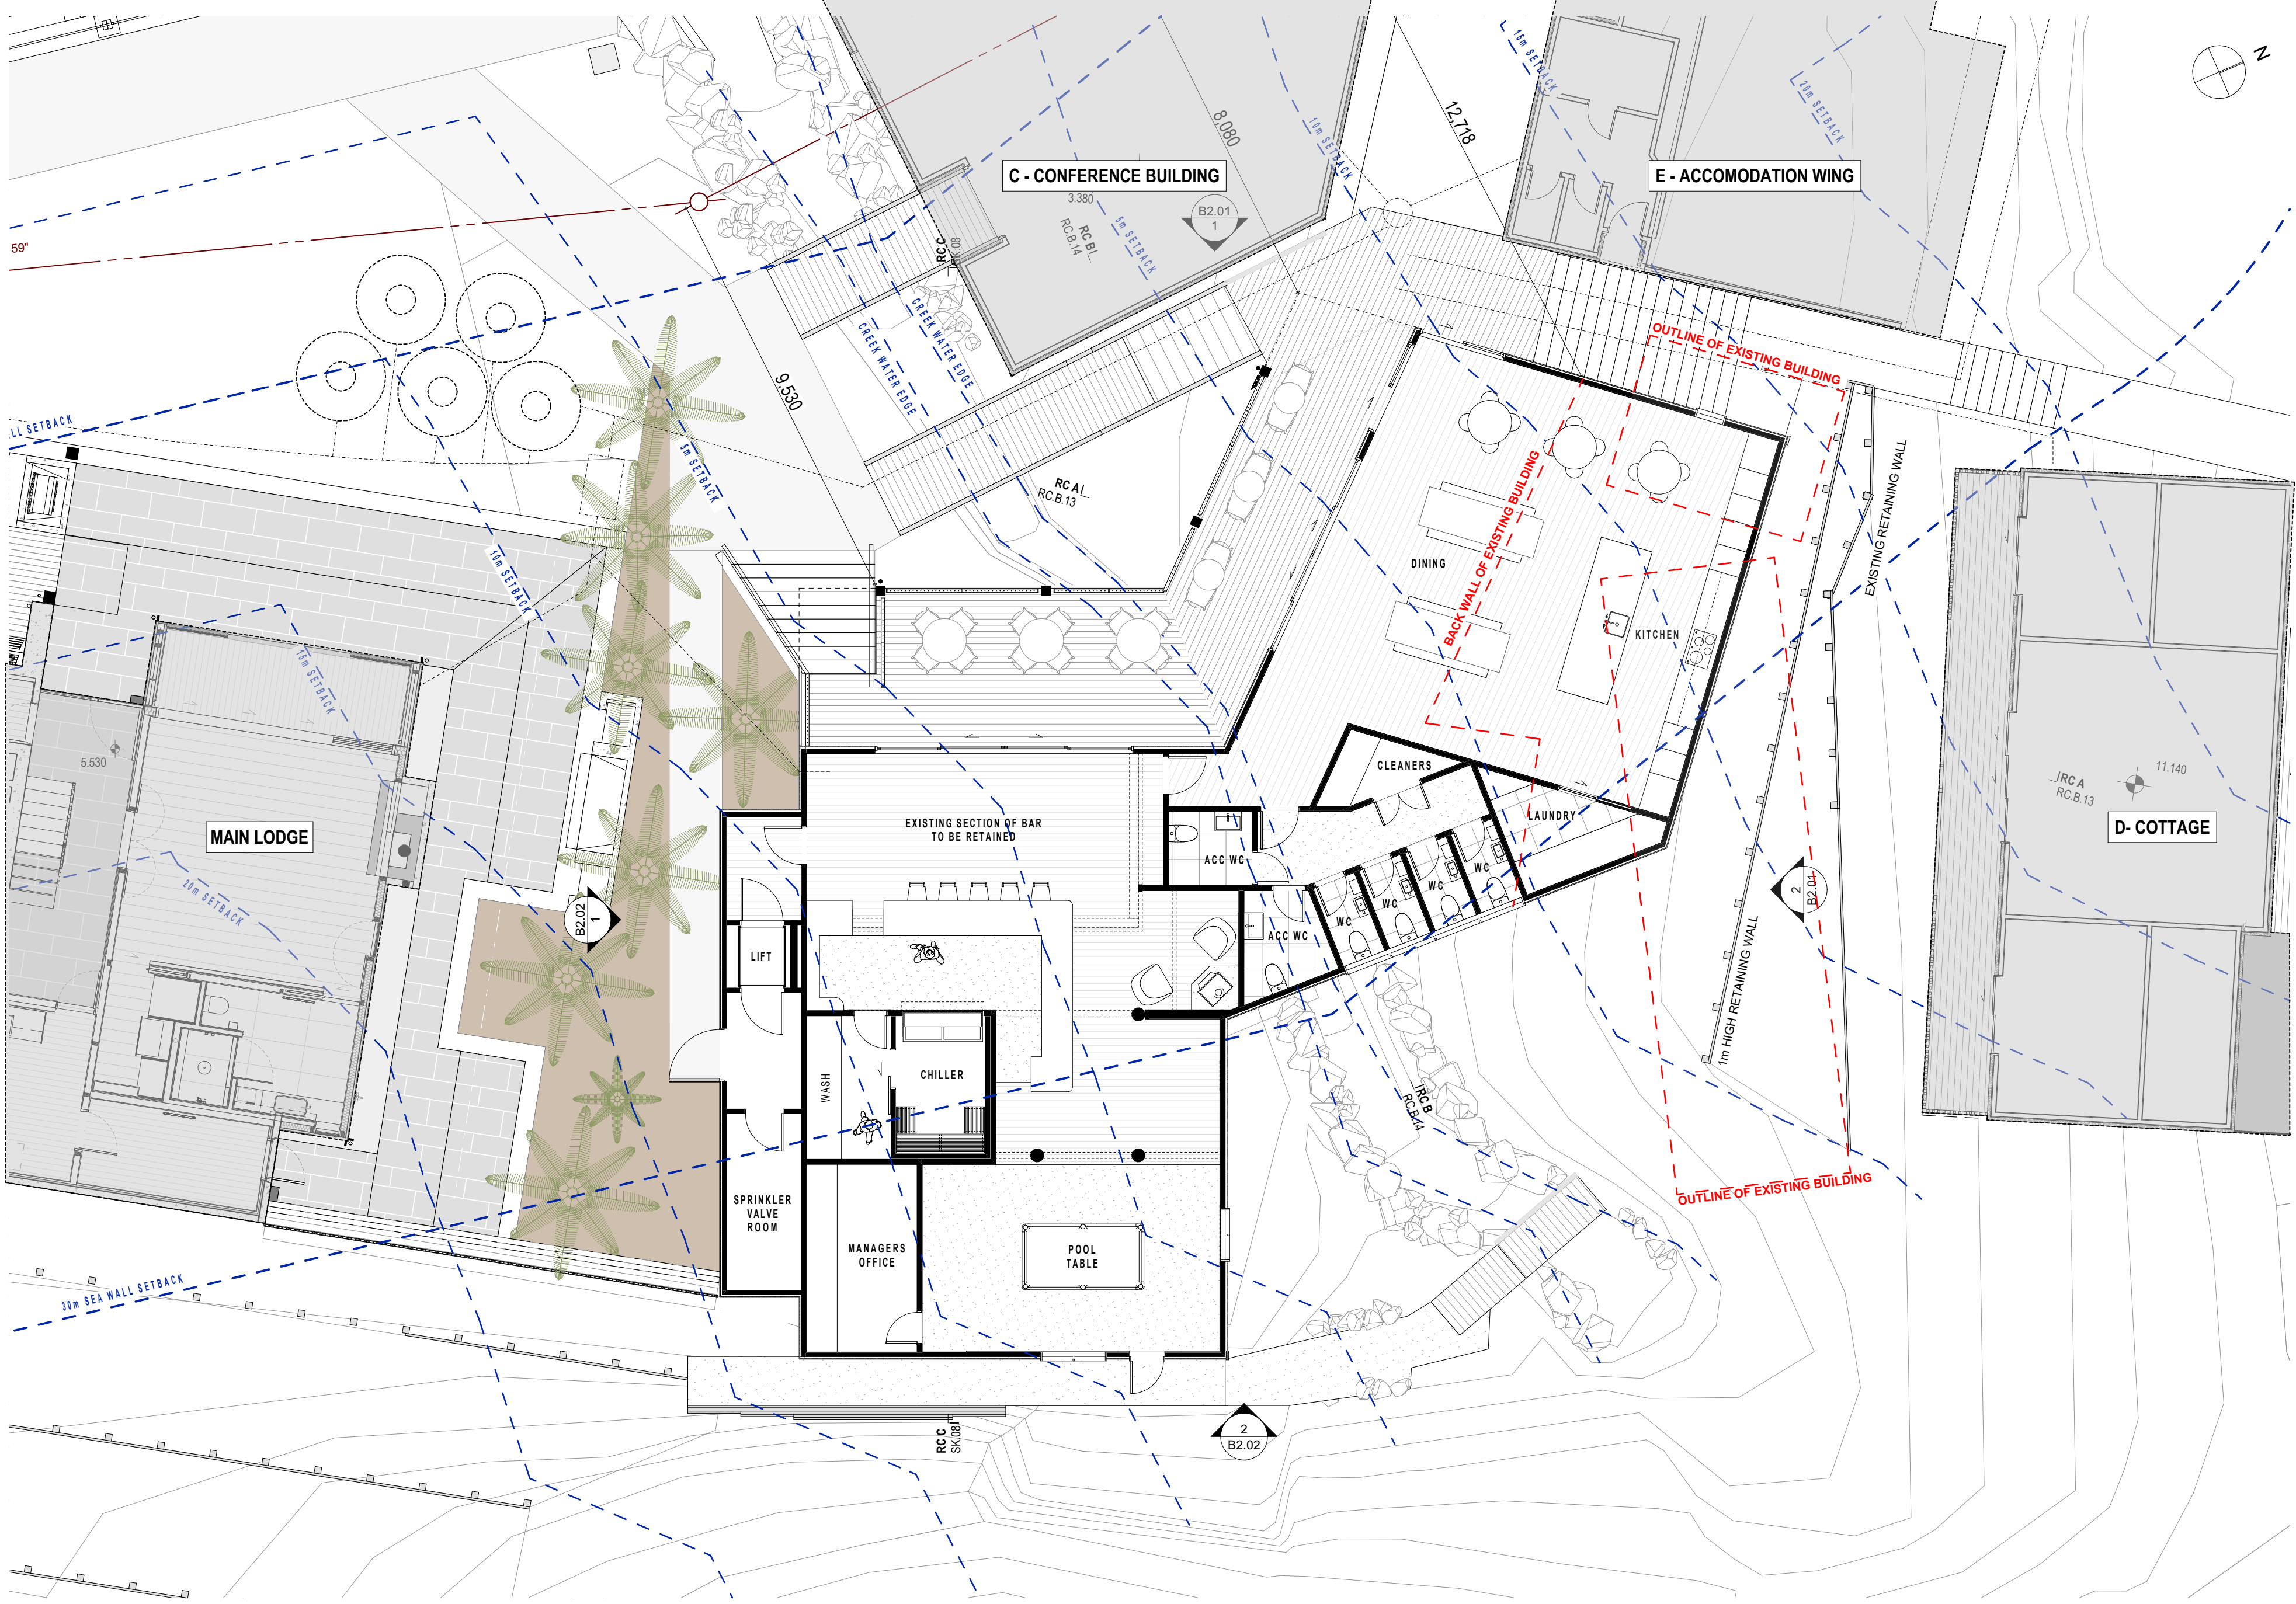 N
15m SETBACK
20m SETBACK
8,080
10m SETBACK
12,718
C - CONFERENCE BUILDING
E - ACCOMODATION WING
3.380
B2.01
1
RC B
RC.B.14
5m SETBACK
59"
RC C
CREEK WATER EDGE
CREEK WATER EDGE
OUTLINE OF EXISTING BUILDING
9,530
LL SETBACK
5m SETBACK
RC A
RC.B.13
BACK WALL OF EXISTING BUILDING
EXISTING RETAINING WALL
10m SETBACK
DINING
KITCHEN
15m SETBACK
5.530
CLEANERS
11.140
RC A
RC.B.13
MAIN LODGE
EXISTING SECTION OF BAR
TO BE RETAINED
LAUNDRY
D- COTTAGE
ACC WC
WC
WC
WC
WC
20m SETBACK
B2.02
1
2
B2.01
ACC WC
LIFT
1m HIGH RETAINING WALL
WASH
CHILLER
RC B
RC.B.14
OUTLINE OF EXISTING BUILDING
SPRINKLER
VALVE
ROOM
MANAGERS
OFFICE
POOL
TABLE
30m SEA WALL SETBACK
RC C
SK08
2
B2.02